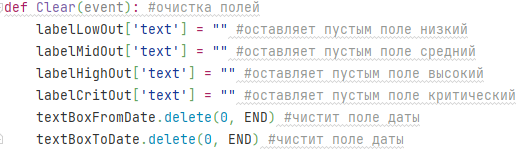 def Clear(event): #очистка полей
labelLowOut['text'] = "" #оставляет пустым поле низкий
labelMidOut['text'] = "" #оставляет пустым поле средний
labelHighOut['text'] = "" #оставляет пустым поле высокий
labelCritOut['text'] = "" #оставляет пустым поле критический
textBoxFromDate.delete(0, END) #чистит поле даты
textBoxToDate.delete(0, END) #чистит поле даты